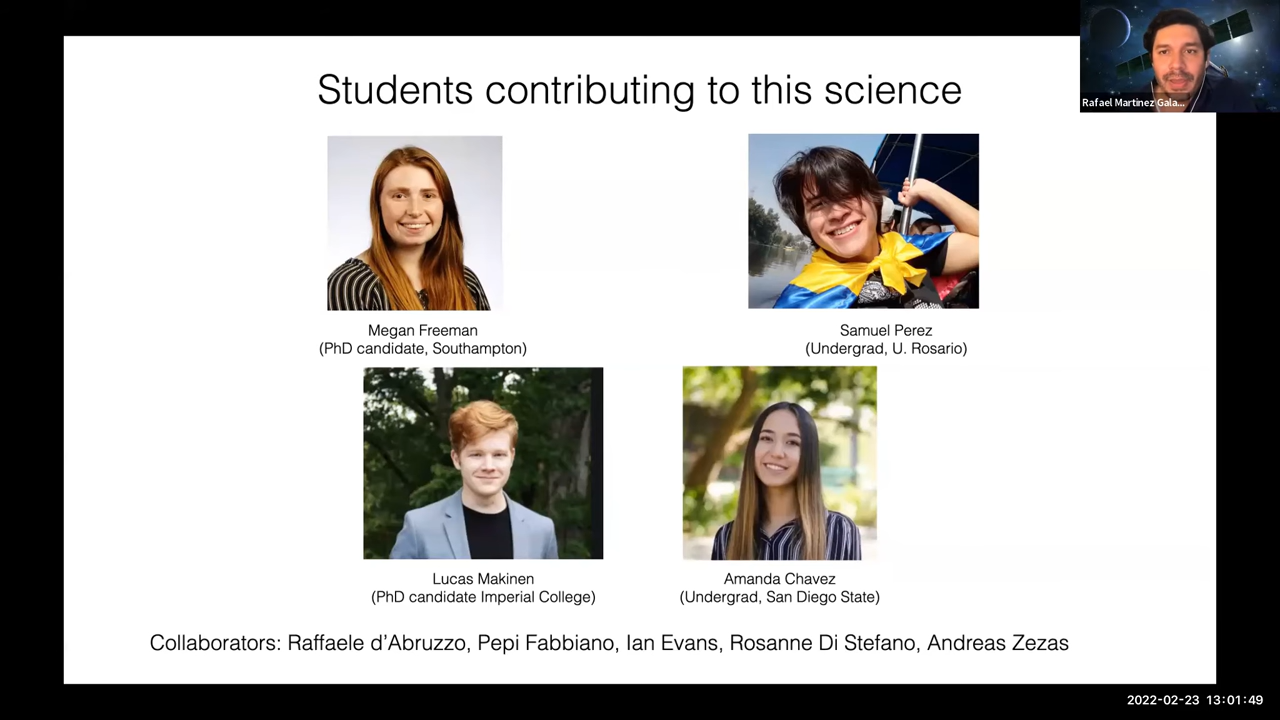 Students contributing to this science
Rafael Martinez Gala...
Megan Freeman
(PhD candidate, Southampton)
Samuel Perez
(Undergrad, U. Rosario)
Lucas Makinen
(PhD candidate Imperial College)
Amanda Chavez
(Undergrad, San Diego State)
Collaborators: Raffaele d’Abruzzo, Pepi Fabbiano, Ian Evans, Rosanne Di Stefano, Andreas Zezas
2022-02-23 13:01:49